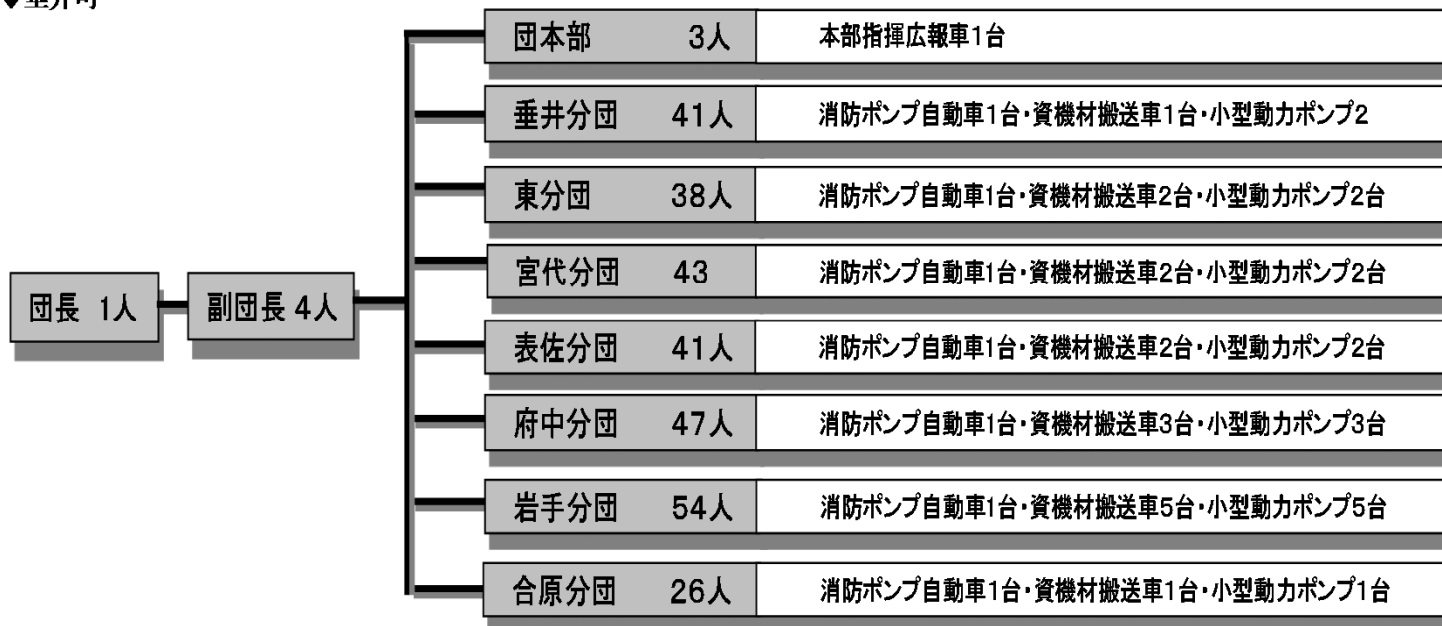 ◆垂井町
団本部 3人 本部指揮広報車1台
垂井分団 41人 消防ポンプ自動車1台・資機材搬送車1台・小型動力ポンプ2
東分団 38人 消防ポンプ自動車1台・資機材搬送車2台・小型動力ポンプ2台
宮代分団 43 消防ポンプ自動車1台・資機材搬送車2台・小型動力ポンプ2台
団長 1人 副団長 4人
表佐分団 41人 消防ポンプ自動車1台・資機材搬送車2台・小型動力ポンプ2台
府中分団 47人 消防ポンプ自動車1台・資機材搬送車3台・小型動力ポンプ3台
岩手分団 54人 消防ポンプ自動車1台・資機材搬送車5台・小型動力ポンプ5台
合原分団 26人 消防ポンプ自動車1台・資機材搬送車1台・小型動力ポンプ1台